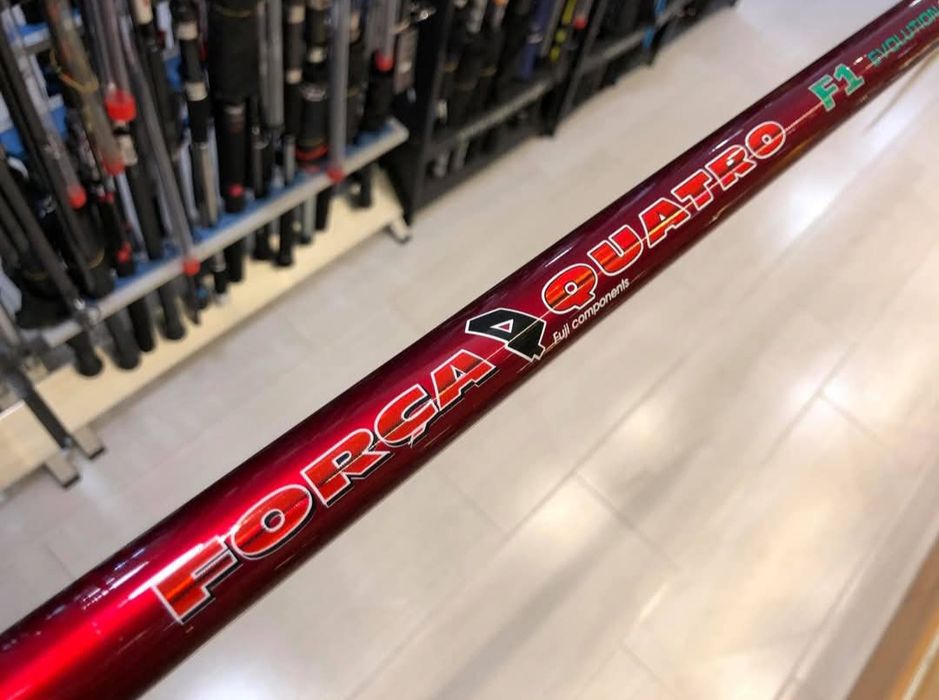 FORÇA 4 QUATRO F1 EVOLUTION
Fuji components